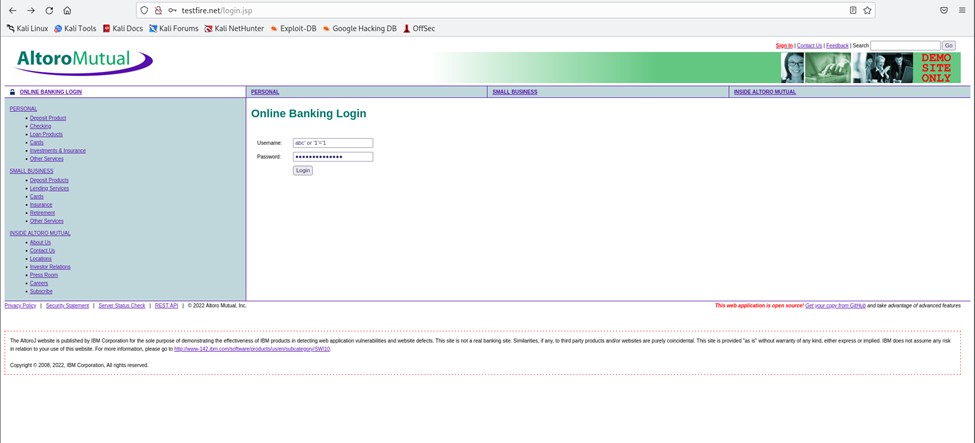 testfire.net/login.jsp
Kali Linux Kali Tools Kali Docs Kali Forums Kali NetHunter Exploit-DB Google Hacking DB OffSec
Sign In | Contact Us | Feedback | Search Go
AltoroMutual
DEMO
SITE
ONLY
ONLINE BANKING LOGIN PERSONAL SMALL BUSINESS INSIDE ALTORO MUTUAL
PERSONAL
Deposit Product
Checking
Loan Products
Cards
Investments & Insurance
Other Services
SMALL BUSINESS
Deposit Products
Lending Services
Cards
Insurance
Retirement
Other Services
INSIDE ALTORO MUTUAL
About Us
Contact Us
Locations
Investor Relations
Press Room
Careers
Subscribe
Online Banking Login
Username: abc' or '1'='1
Password: ••••••••••••••
Login
Privacy Policy | Security Statement | Server Status Check | REST API | © 2022 Altoro Mutual, Inc.
This web application is open source! Get your copy from GitHub and take advantage of advanced features
The AltoroJ website is published by IBM Corporation for the sole purpose of demonstrating the effectiveness of IBM products in detecting web application vulnerabilities and website defects. This site is not a real banking site. Similarities, if any, to third party products and/or websites are purely coincidental. This site is provided "as is" without warranty of any kind, either express or implied. IBM does not assume any risk
in relation to your use of this website. For more information, please go to http://www-142.ibm.com/software/products/us/en/subcategory/SWI10.
Copyright © 2008, 2022, IBM Corporation, All rights reserved.